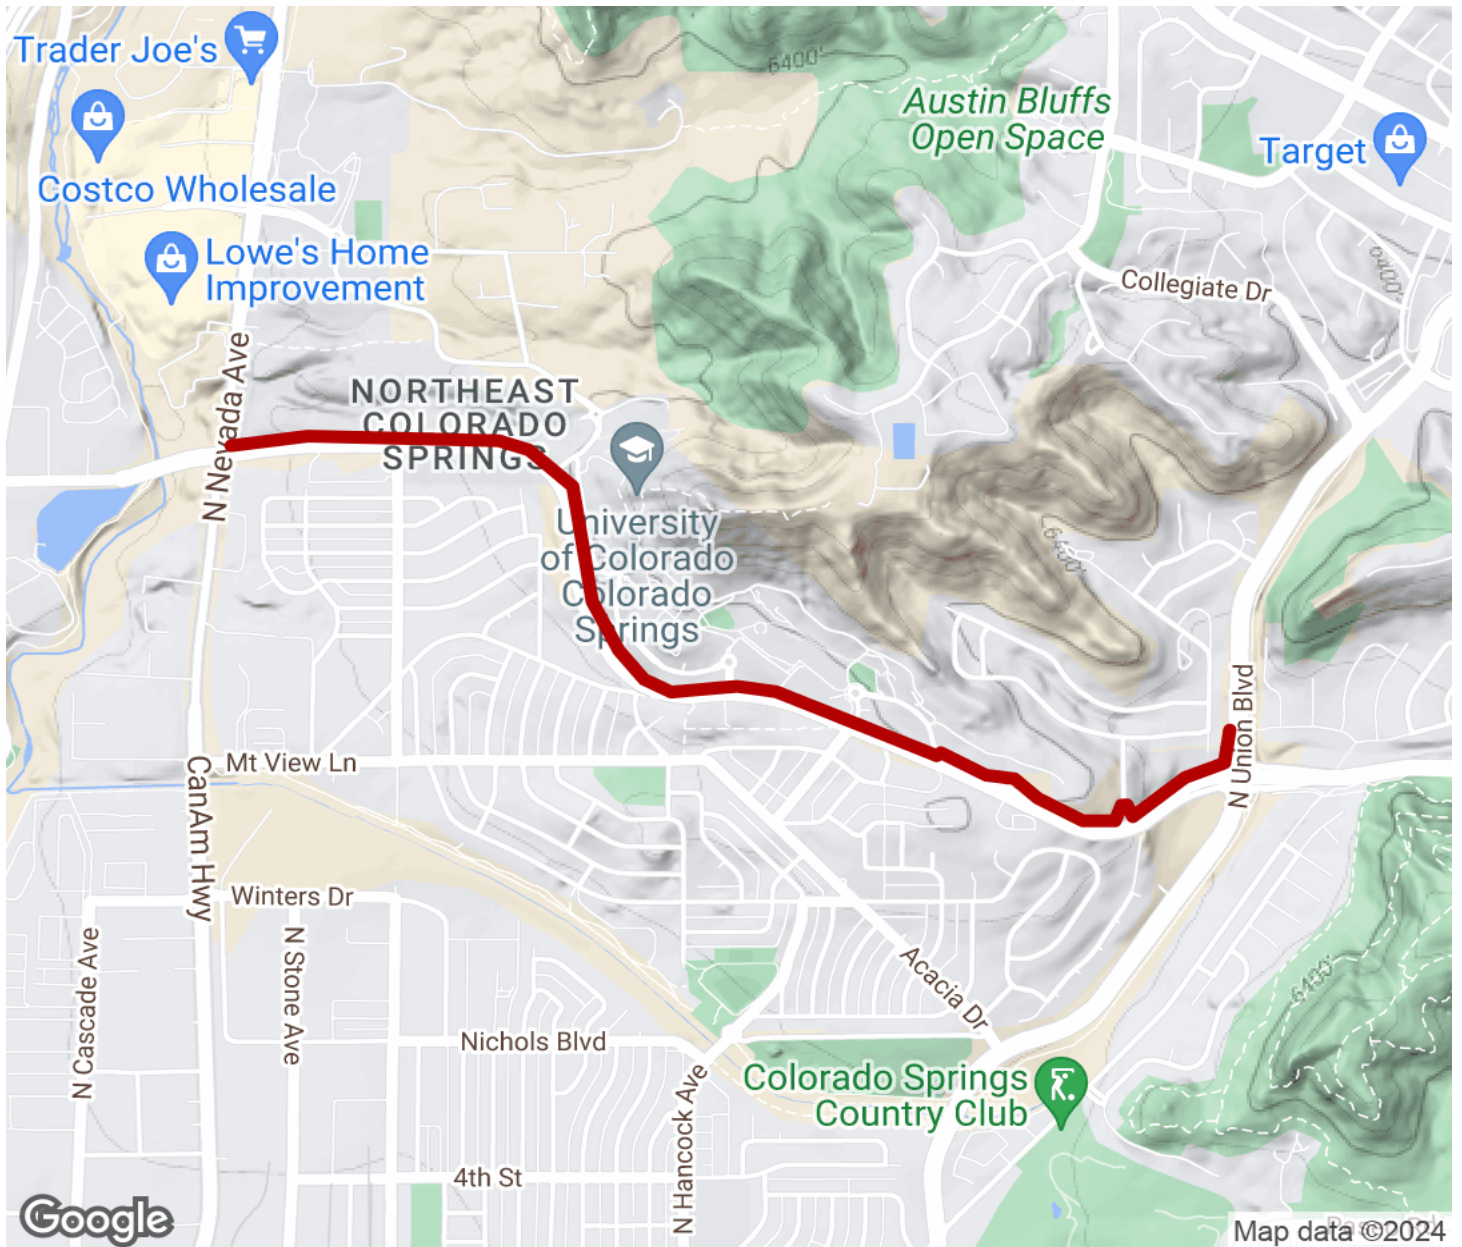 Trader Joe's
6400'
Austin Bluffs
Open Space
Target
Costco Wholesale
Lowe's Home
Improvement
Collegiate Dr
6400'
N Nevada Ave
NORTHEAST
COLORADO
SPRINGS
University
of Colorado
Colorado
Springs
6400'
N Union Blvd
Mt View Ln
CanAm Hwy
Winters Dr
N Cascade Ave
N Stone Ave
Acacia Dr
6400'
Nichols Blvd
N Hancock Ave
Colorado Springs
Country Club
4th St
Google
Map data ©2024